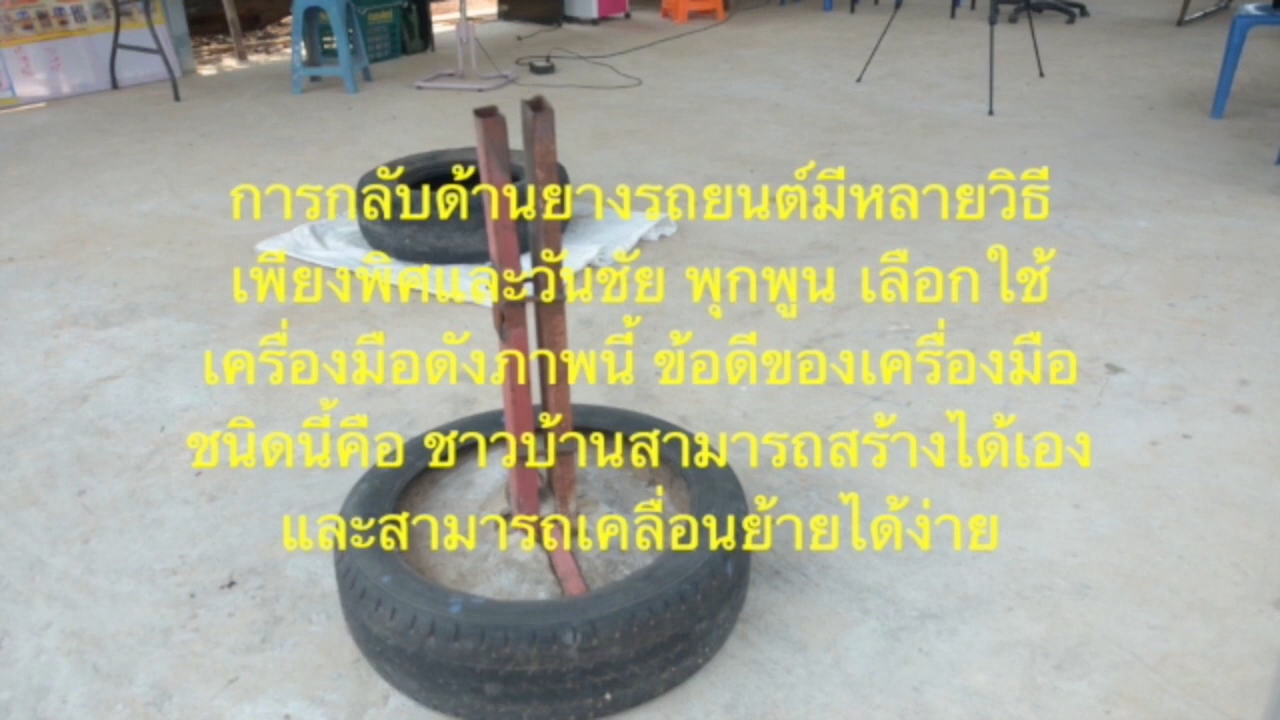 การกลับด้านยางรถยนต์มีหลายวิธี
เพียงพิศและวันชัย พุกพูน เลือกใช้
เครื่องมือดังภาพนี้ ข้อดีของเครื่องมือ
ชนิดนี้คือ ชาวบ้านสามารถสร้างได้เอง
และสามารถเคลื่อนย้ายได้ง่าย